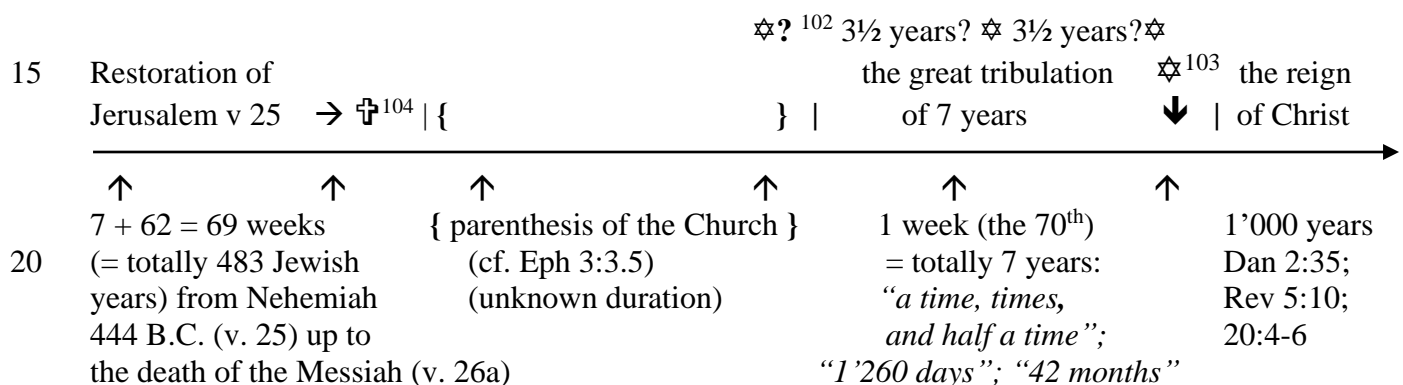 ✡? 102 3½ years? ✡ 3½ years?✡
15 Restoration of the great tribulation ✡103 the reign
Jerusalem v 25 → ✞104 | { } | of 7 years 🡻 | of Christ
↑ ↑ ↑ ↑ ↑ ↑
7 + 62 = 69 weeks { parenthesis of the Church } 1 week (the 70th) 1’000 years
20 (= totally 483 Jewish (cf. Eph 3:3.5) = totally 7 years: Dan 2:35;
years) from Nehemiah (unknown duration) “a time, times, Rev 5:10;
444 B.C. (v. 25) up to and half a time”; 20:4-6
the death of the Messiah (v. 26a) “1’260 days”; “42 months”